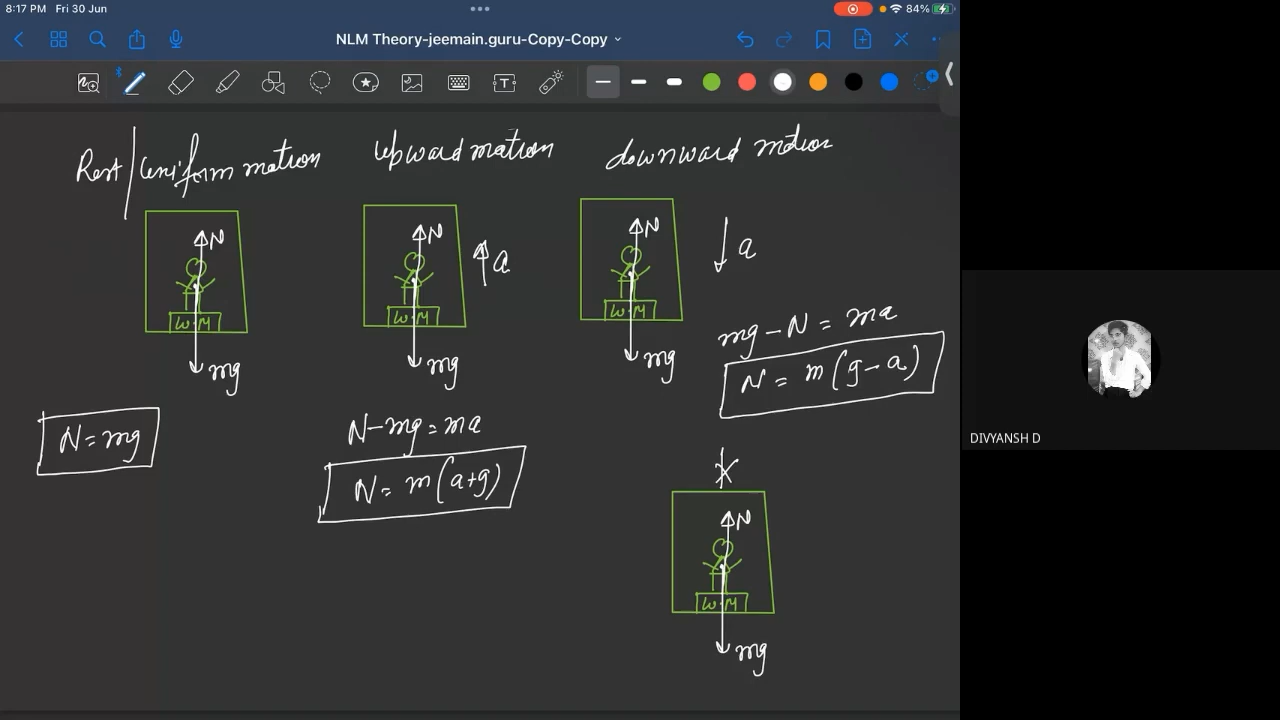 8:17 PM Fri 30 Jun
84%
NLM Theory-jeemain.guru-Copy-Copy
T
Rest/Uniform motion
upward motion
downward motion
N
W.M
mg
N
W.M
mg
a
N
W.M
mg
a
N = mg
N - mg = ma
N = m(a+g)
mg - N = ma
N = m(g - a)
N
W.M
mg
DIVYANSH D